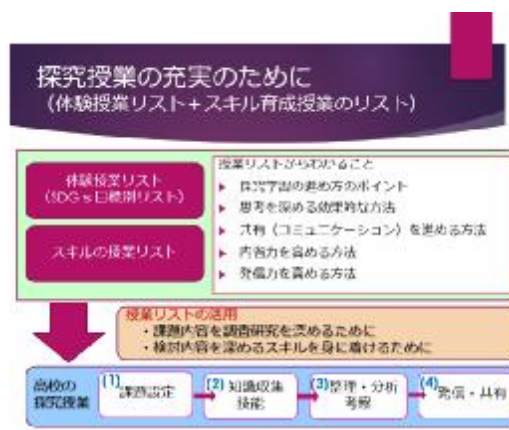 探究授業の充実のために
(体験授業リスト+スキル育成授業のリスト)
体験授業リスト
(SDGs目標別リスト)
スキルの授業リスト
授業リストからわかること
探究学習の進め方のポイント
思考を深める効果的な方法
共有(コミュニケーション)を進める方法
内省力を高める方法
発信力を高める方法
授業リストの活用
・課題内容を調査研究を深めるために
・検討内容を深めるスキルを身に着けるために
高校の
探究授業
(1)課題設定
(2)知識収集
技能
(3)整理・分析
考察
(4)発信・共有